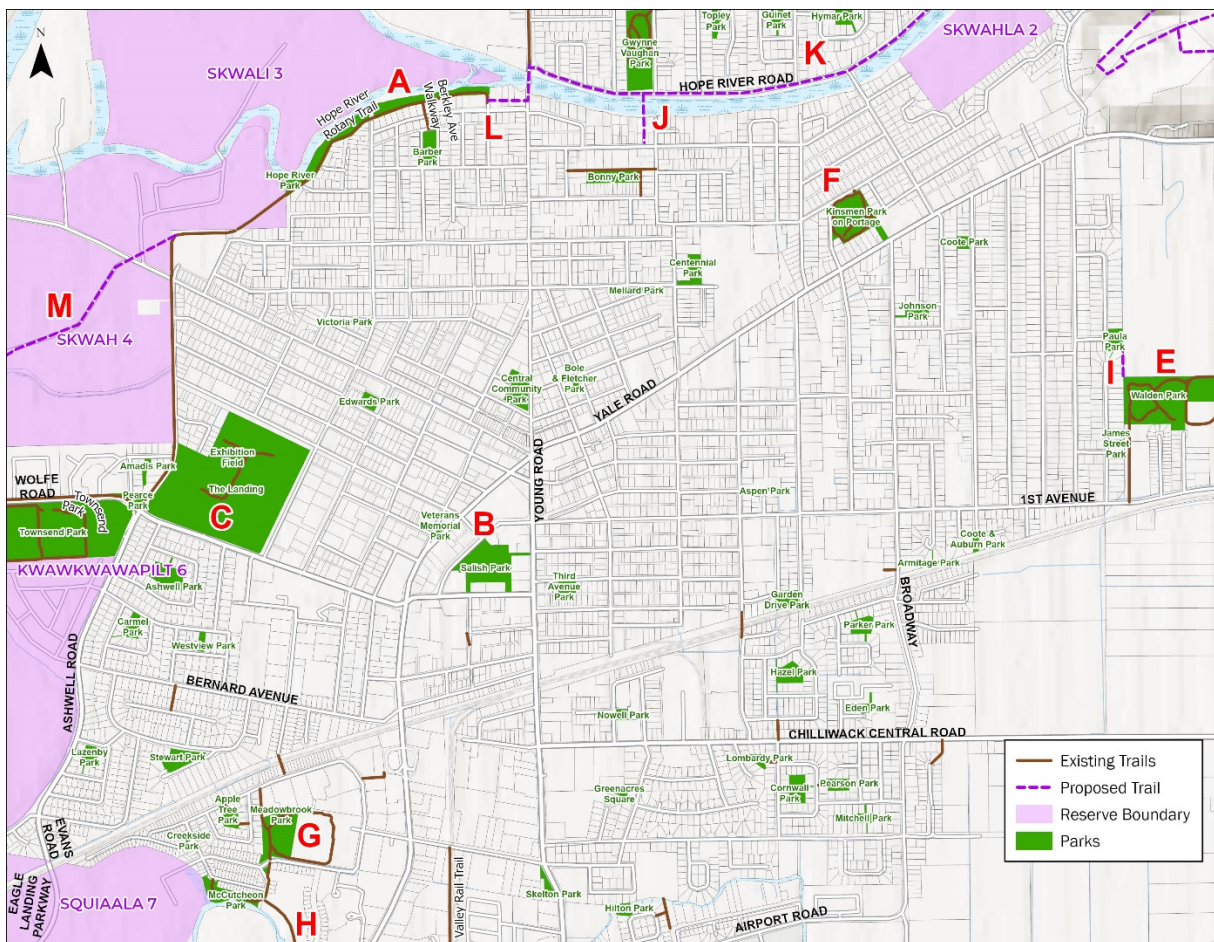 N
SKWALI 3
SKWAHLA 2
Topley
Park
Guinet
Park
Hymar Park
Gwynne
Vaughan
Park
K
HOPE RIVER ROAD
A
Hope River
Rotary Trail
Berkley Ave
Walkway
L
J
Barber
Park
Hope River
Park
Bonny Park
F
Kinsmen Park
on Portage
Coote Park
Centennial
Park
Mellard Park
M
SKWAH 4
Victoria Park
Johnson
Park
Paula
Park
I
E
Walden Park
Central
Community
Park
Boie
& Fletcher
Park
YALE ROAD
Edwards Park
YOUNG ROAD
James
Street
Park
Exhibition
Field
The Landing
C
Amadis Park
WOLFE
ROAD
Pearce
Park
Townsend
Park
Townsend Park
Aspen Park
1ST AVENUE
Veterans
Memorial
Park
B
Salish Park
Coote &
Auburn Park
Armitage Park
KWAWKWAWAPILT 6
Ashwell Park
Third
Avenue
Park
Garden
Drive Park
BROADWAY
Carmel
Park
Westview Park
Parker Park
ASHWELL ROAD
BERNARD AVENUE
Hazel Park
Eden Park
Nowell Park
CHILLIWACK CENTRAL ROAD
Lazenby
Park
Stewart Park
Lombardy Park
Greenacres
Square
Cornwall
Park
Pearson Park
Mitchell Park
Apple
Tree
Park
Meadowbrook
Park
G
Creekside
Park
EVANS
ROAD
EAGLE
LANDING
PARKWAY
SQUIAALA 7
McCutcheon
Park
H
Valley Rail Trail
Skelton Park
Hilton Park
AIRPORT ROAD
Existing Trails
Proposed Trail
Reserve Boundary
Parks